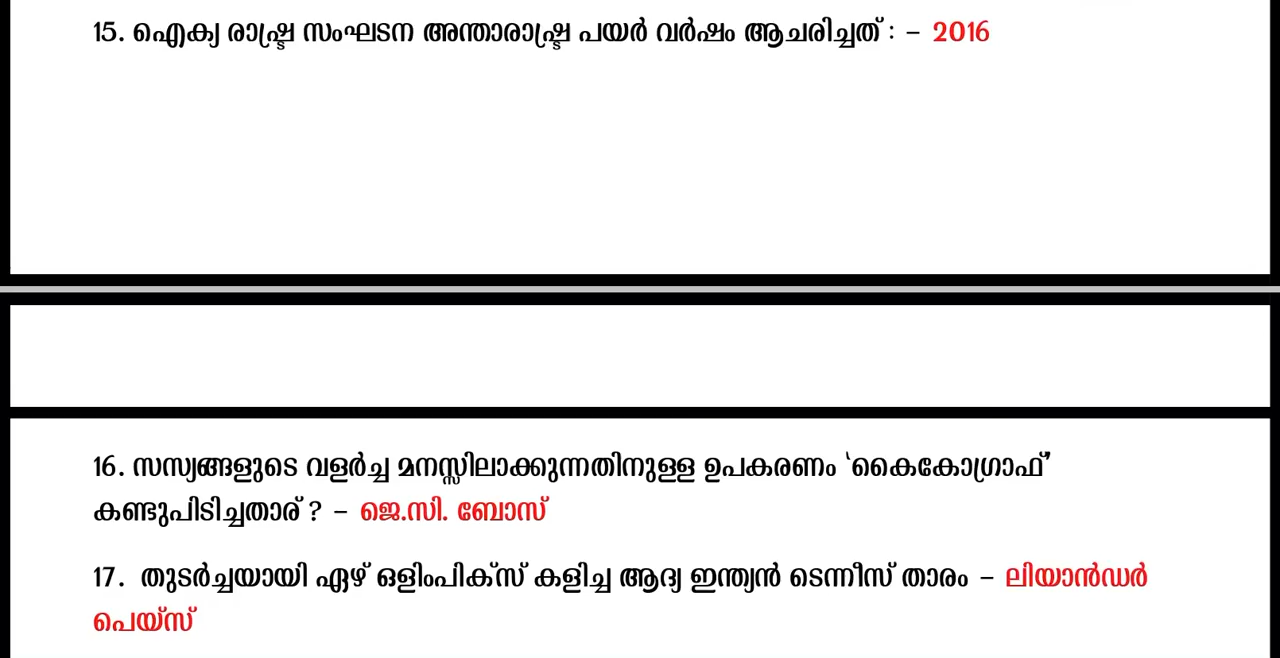 15. ഐക്യ രാഷ്ട്ര സംഘടന അന്താരാഷ്ട്ര പയർ വർഷം ആചരിച്ചത് : – 2016
16. സസ്യങ്ങളുടെ വളർച്ച മനസ്സിലാക്കുന്നതിനുള്ള ഉപകരണം ‘കൈകോഗ്രാഫ്’
കണ്ടുപിടിച്ചതാര് ? – ജെ.സി. ബോസ്
17. തുടർച്ചയായി ഏഴ് ഒളിംപിക്സ് കളിച്ച ആദ്യ ഇന്ത്യൻ ടെന്നീസ് താരം – ലിയാൻഡർ
പെയ്സ്